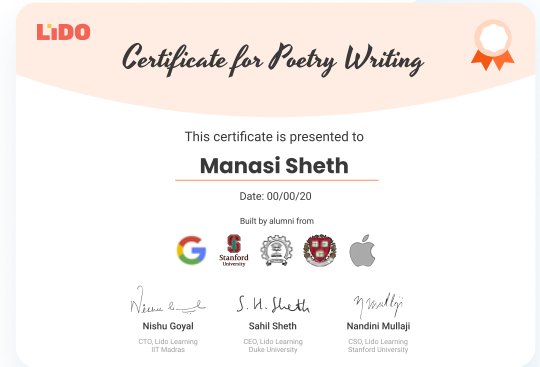 LiDO
Certificate for Poetry Writing
This certificate is presented to
Manasi Sheth
Date: 00/00/20
Built by alumni from
Stanford
University
S. H. Sheth
Nishu Goyal
Sahil Sheth
Nandini Mullaji
CTO, Lido Learning
CEO, Lido Learning
CSO, Lido Learning
IIT Madras
Duke University
Stanford University